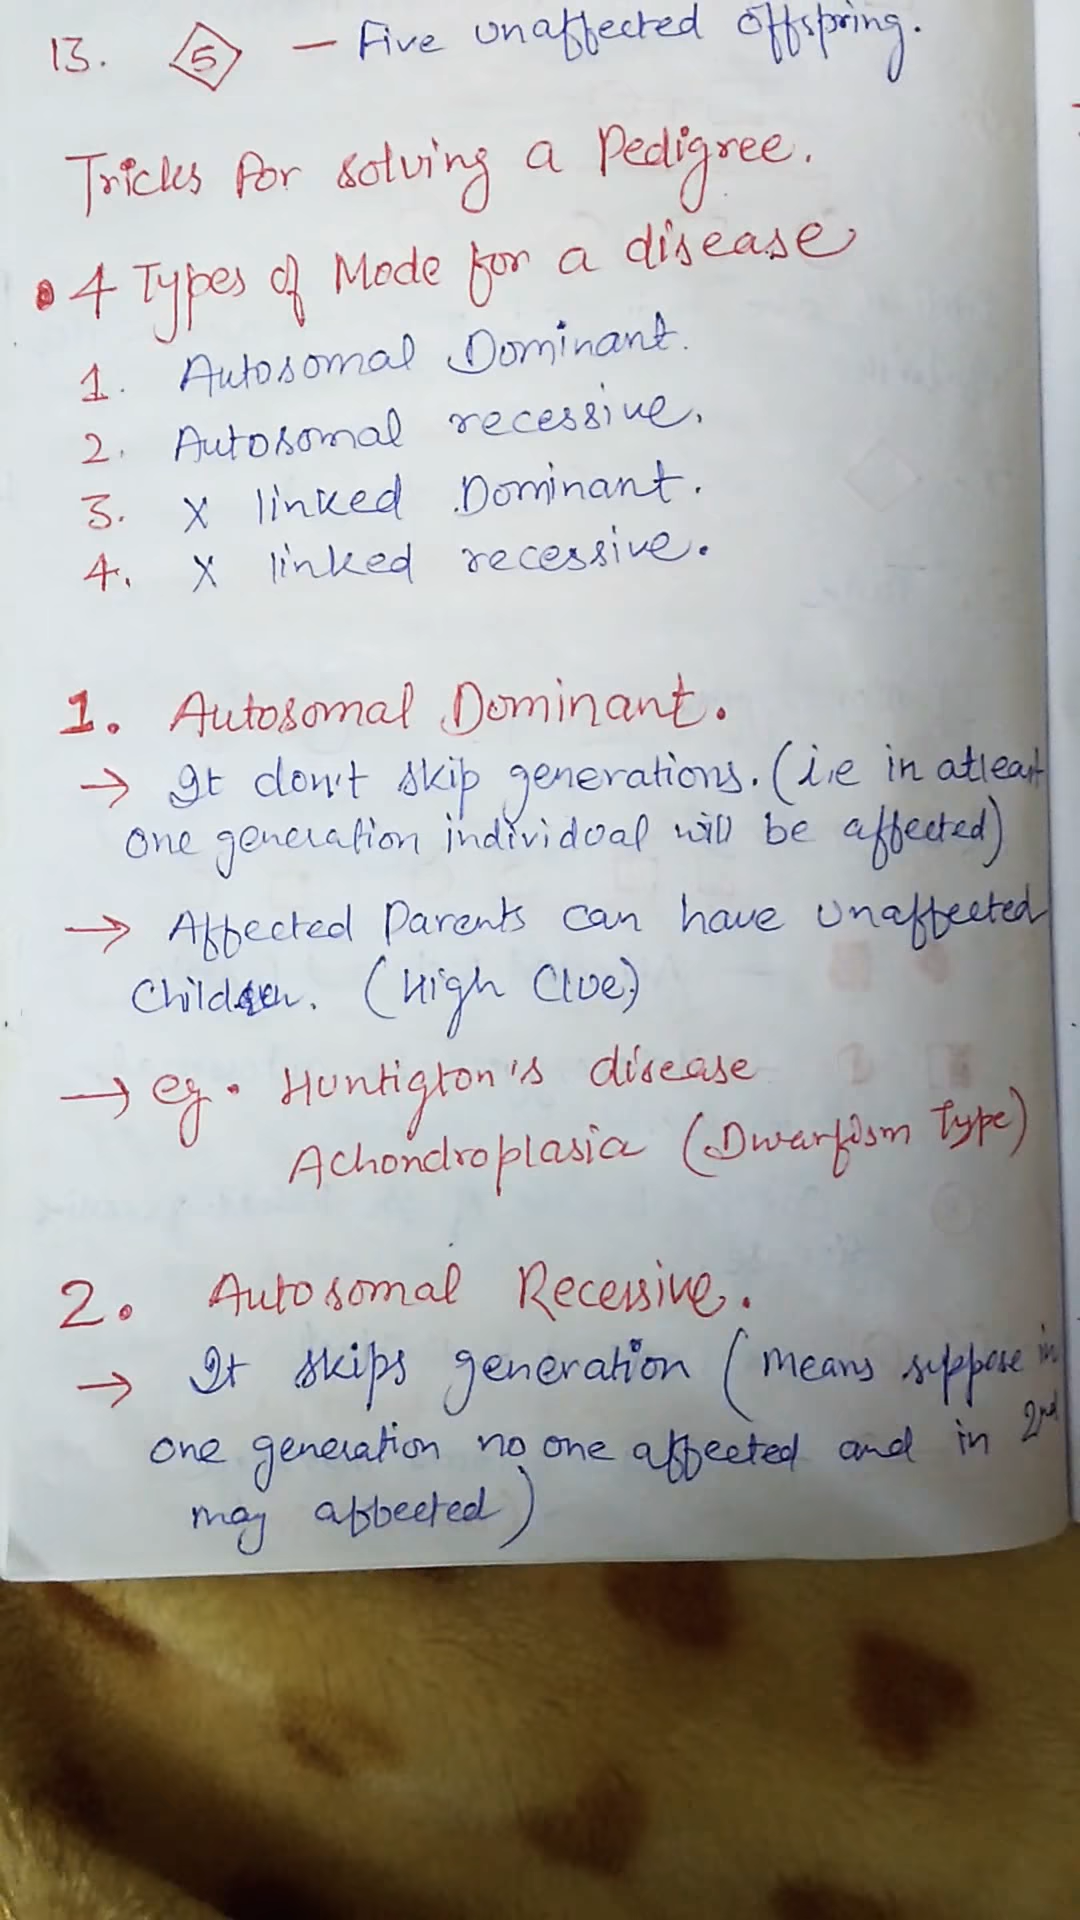 13. 5 — Five unaffected offspring.
Tricks for solving a Pedigree.
• 4 Types of Mode for a disease
1. Autosomal Dominant.
2. Autosomal recessive.
3. X linked Dominant.
4. X linked recessive.
1. Autosomal Dominant.
→ It don't skip generations. (i.e in atleast
one generation individual will be affected)
→ Affected Parents can have unaffected
Children. (High Clue)
→ eg. Huntigton's disease
Achondroplasia (Dwarfism Type)
2. Autosomal Recessive.
→ It skips generation (means suppose in
one generation no one affected and in 2nd
may affected)